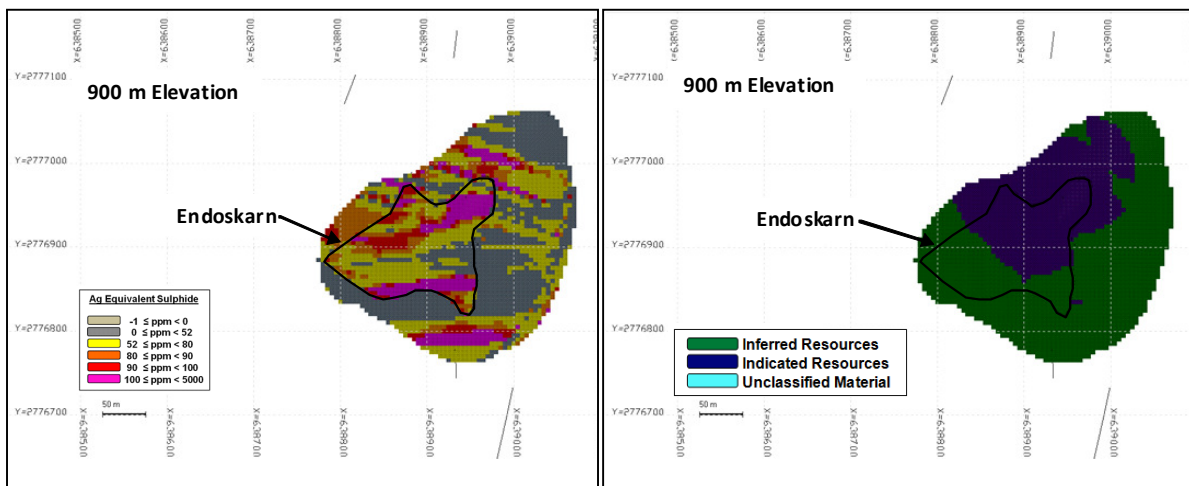 X=638500
X=638600
X=638700
X=638800
X=638900
X=639000
Y=2777100
900 m Elevation
Y=2777000
Endoskarn
Y=2776900
Ag Equivalent Sulphide
-1 ≤ ppm < 0
0 ≤ ppm < 52
52 ≤ ppm < 80
80 ≤ ppm < 90
90 ≤ ppm < 100
100 ≤ ppm < 5000
Y=2776800
50 m
Y=2776700
X=638500
X=638600
X=638700
X=638800
X=638900
X=639000
X=638600
X=638700
X=638800
X=638900
X=639000
Y=2777100
900 m Elevation
Y=2777000
Endoskarn
Y=2776900
Y=2776800
Inferred Resources
Indicated Resources
Unclassified Material
50 m
Y=2776700
X=638500
X=638600
X=638700
X=638800
X=638900
X=639000